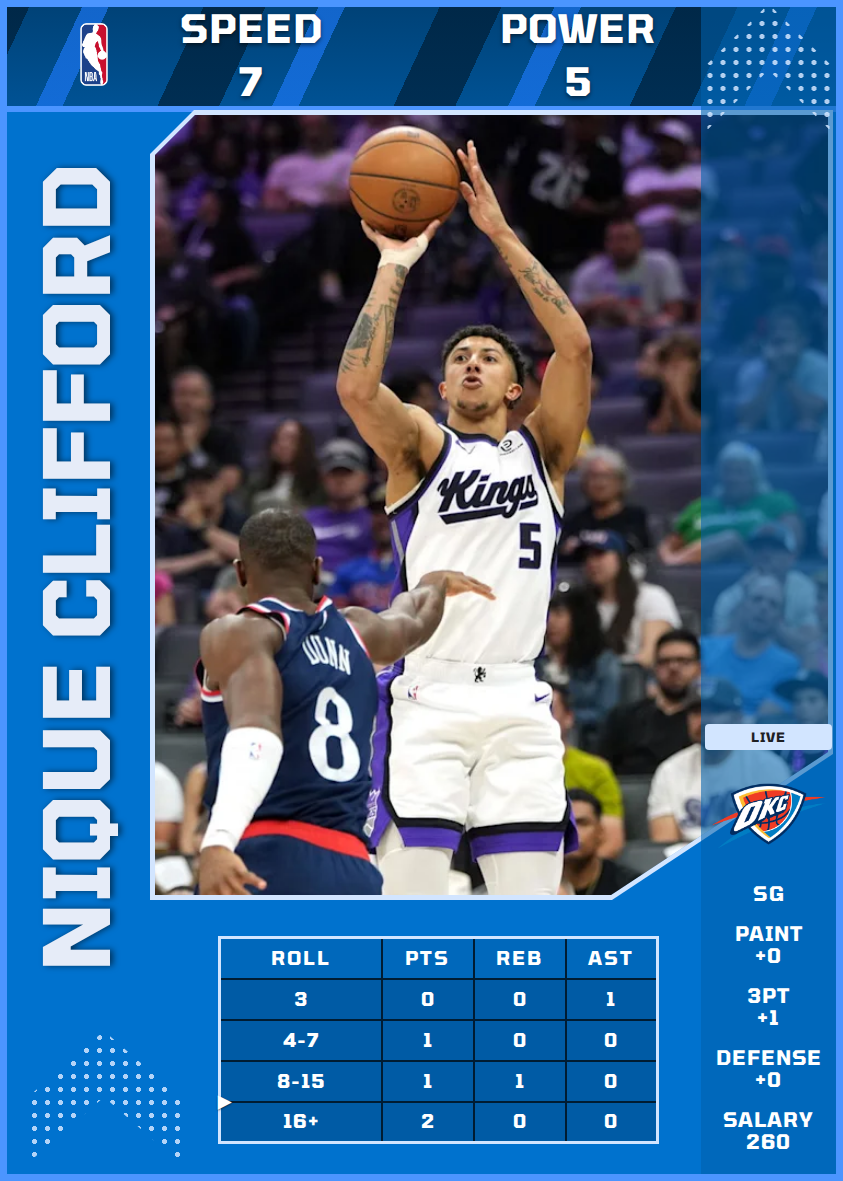 SPEED
7
POWER
5
NBA
NIQUE CLIFFORD
26
Kings
5
DUNN
8
LIVE
OKC
SG
PAINT
+0
3PT
+1
DEFENSE
+0
SALARY
260
ROLL PTS REB AST
3 0 0 1
4-7 1 0 0
8-15 1 1 0
16+ 2 0 0